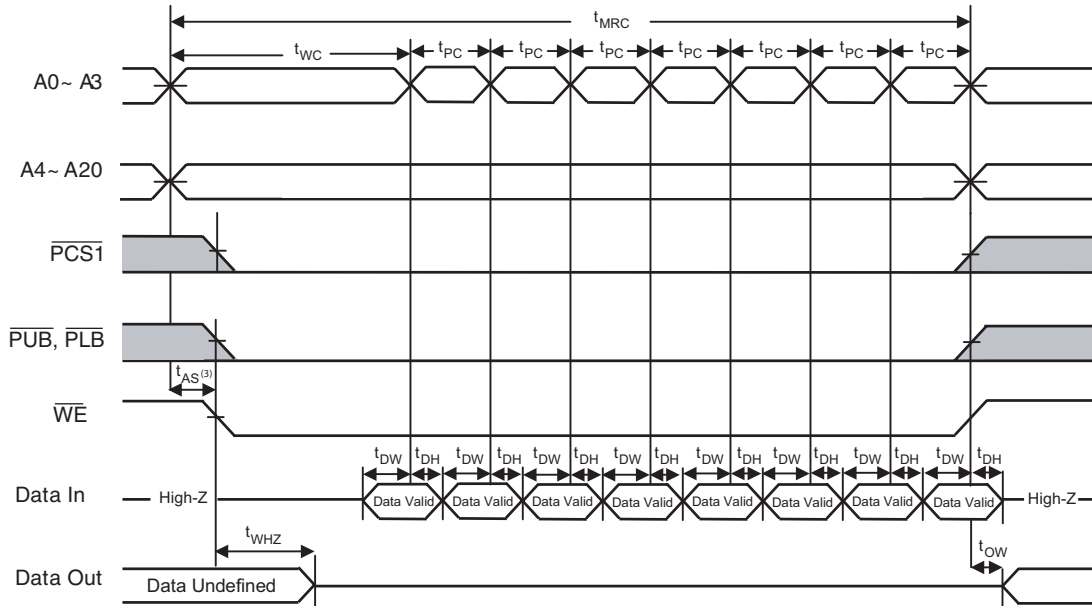 tMRC
tWC tPC tPC tPC tPC tPC tPC tPC
A0~ A3
A4~ A20
PCS1
PUB, PLB
tAS(3)
WE
tDW tDH tDW tDH tDW tDH tDW tDH tDW tDH tDW tDH tDW tDH tDW tDH
Data In High-Z Data Valid Data Valid Data Valid Data Valid Data Valid Data Valid Data Valid Data Valid High-Z
tWHZ tOW
Data Out Data Undefined